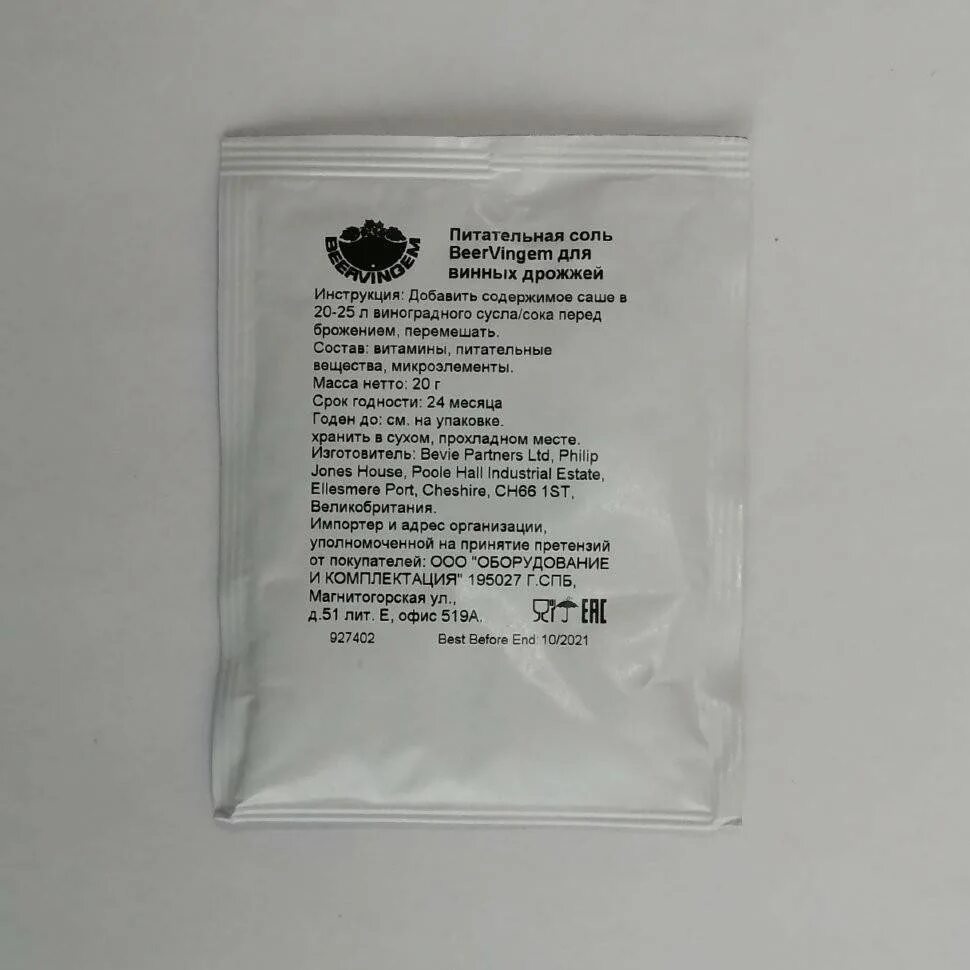 BEERVINGEM
Питательная соль
BeerVingem для
винных дрожжей
Инструкция: Добавить содержимое саше в
20-25 л виноградного сусла/сока перед
брожением, перемешать.
Состав: витамины, питательные
вещества, микроэлементы.
Масса нетто: 20 г
Срок годности: 24 месяца
Годен до: см. на упаковке.
хранить в сухом, прохладном месте.
Изготовитель: Bevie Partners Ltd, Philip
Jones House, Poole Hall Industrial Estate,
Ellesmere Port, Cheshire, CH66 1ST,
Великобритания.
Импортер и адрес организации,
уполномоченной на принятие претензий
от покупателей: ООО "ОБОРУДОВАНИЕ
И КОМПЛЕКТАЦИЯ" 195027 Г.СПБ,
Магнитогорская ул.,
д.51 лит. Е, офис 519А. EAC
927402 Best Before End: 10/2021